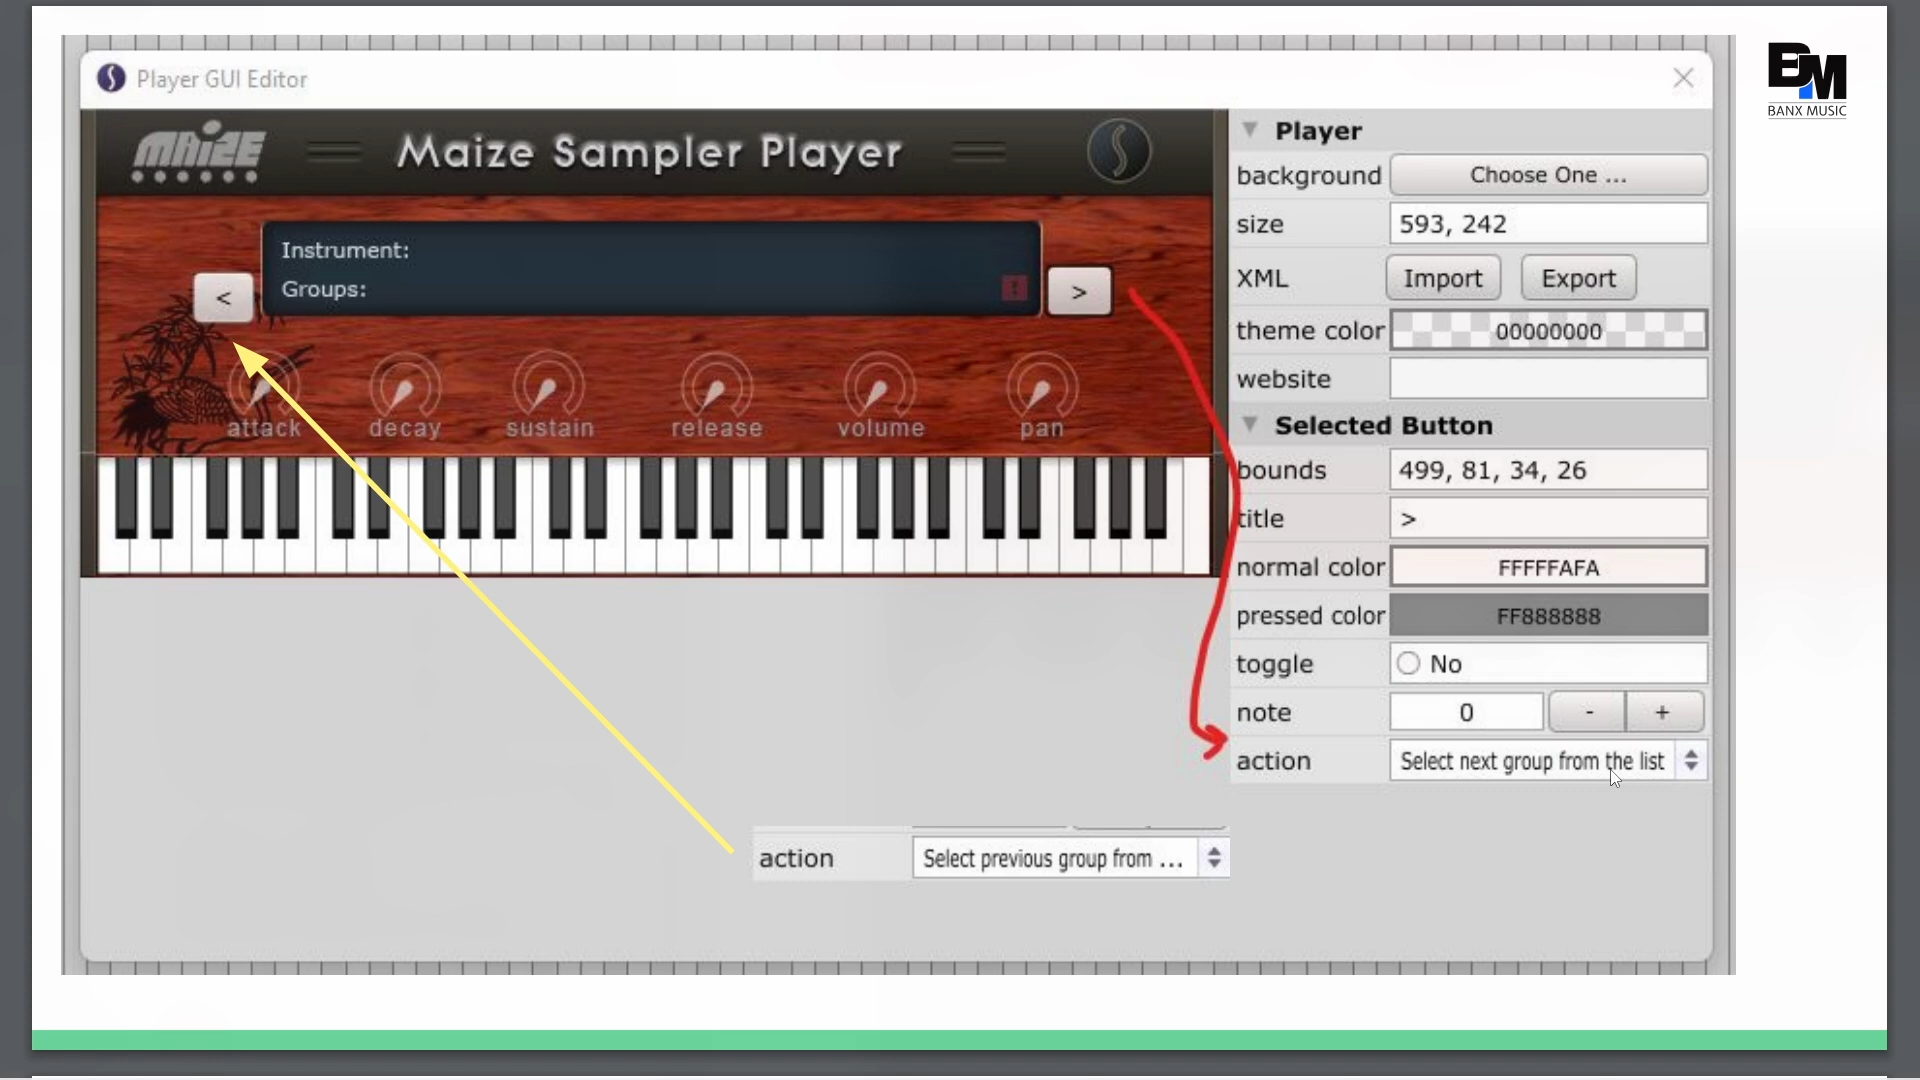 Player GUI Editor
BM
BANX MUSIC
MAIZE
Maize Sampler Player
Instrument:
Groups:
<
>
!
attack
decay
sustain
release
volume
pan
Player
background Choose One ...
size 593, 242
XML Import Export
theme color 00000000
website
Selected Button
bounds 499, 81, 34, 26
title >
normal color FFFFFAFA
pressed color FF888888
toggle No
note 0 - +
action Select next group from the list
action Select previous group from ...